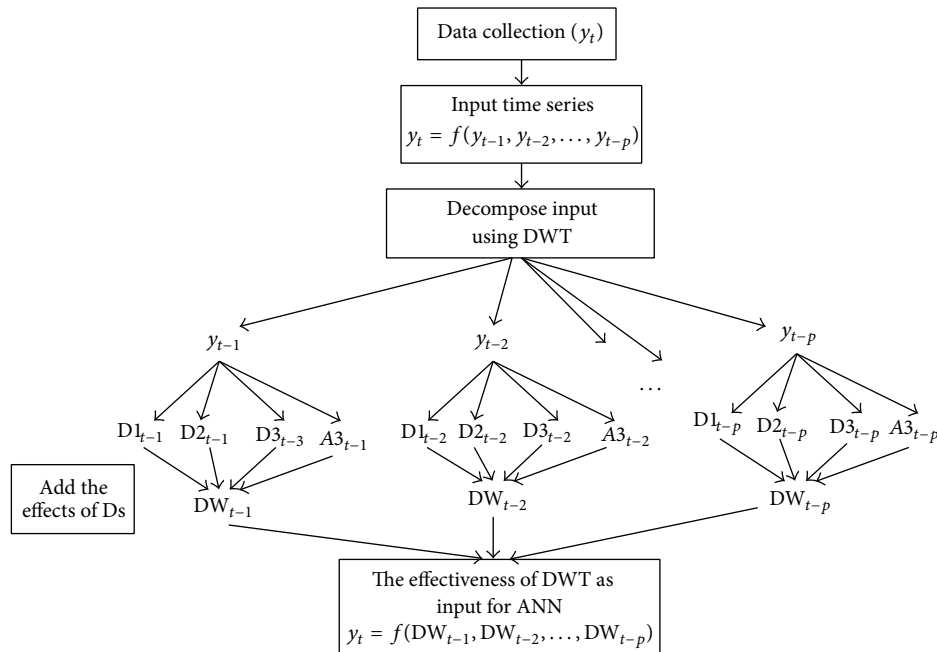 Data collection (y_t)
Input time series
y_t = f(y_{t−1}, y_{t−2}, ..., y_{t−p})
Decompose input
using DWT
y_{t−1} y_{t−2} y_{t−p}
...
D1_{t−1} D2_{t−1} D3_{t−3} A3_{t−1} D1_{t−2} D2_{t−2} D3_{t−2} A3_{t−2} D1_{t−p} D2_{t−p} D3_{t−p} A3_{t−p}
Add the
effects of Ds
DW_{t−1} DW_{t−2} DW_{t−p}
The effectiveness of DWT as
input for ANN
y_t = f(DW_{t−1}, DW_{t−2}, ..., DW_{t−p})